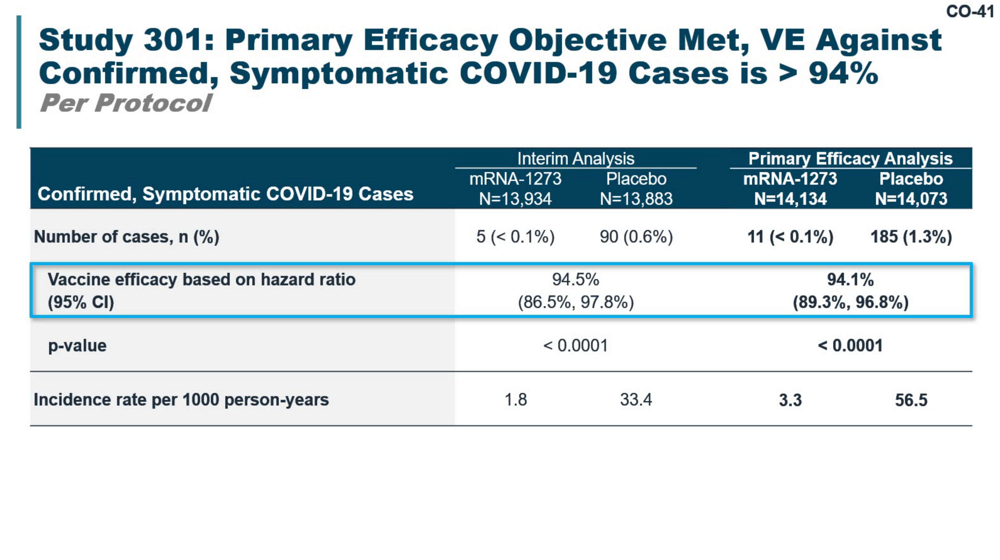 CO-41
Study 301: Primary Efficacy Objective Met, VE Against
Confirmed, Symptomatic COVID-19 Cases is > 94%
Per Protocol
Interim Analysis Primary Efficacy Analysis
Confirmed, Symptomatic COVID-19 Cases
mRNA-1273 Placebo mRNA-1273 Placebo
N=13,934 N=13,883 N=14,134 N=14,073
Number of cases, n (%) 5 (< 0.1%) 90 (0.6%) 11 (< 0.1%) 185 (1.3%)
Vaccine efficacy based on hazard ratio 94.5% 94.1%
(95% CI) (86.5%, 97.8%) (89.3%, 96.8%)
p-value < 0.0001 < 0.0001
Incidence rate per 1000 person-years 1.8 33.4 3.3 56.5